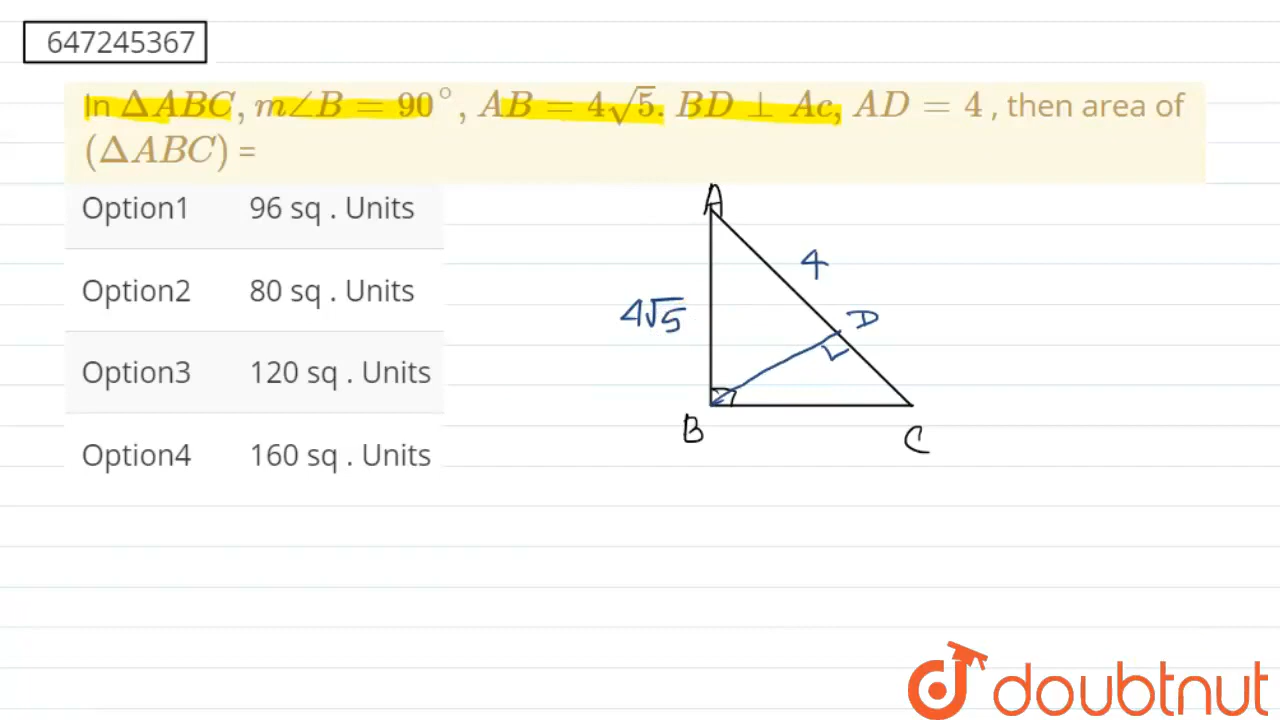 647245367
In ΔABC, m∠B = 90°, AB = 4√5. BD ⊥ Ac, AD = 4 , then area of
(ΔABC) =
Option1 96 sq . Units
Option2 80 sq . Units
Option3 120 sq . Units
Option4 160 sq . Units
A
4
4√5
D
B
C
doubtnut